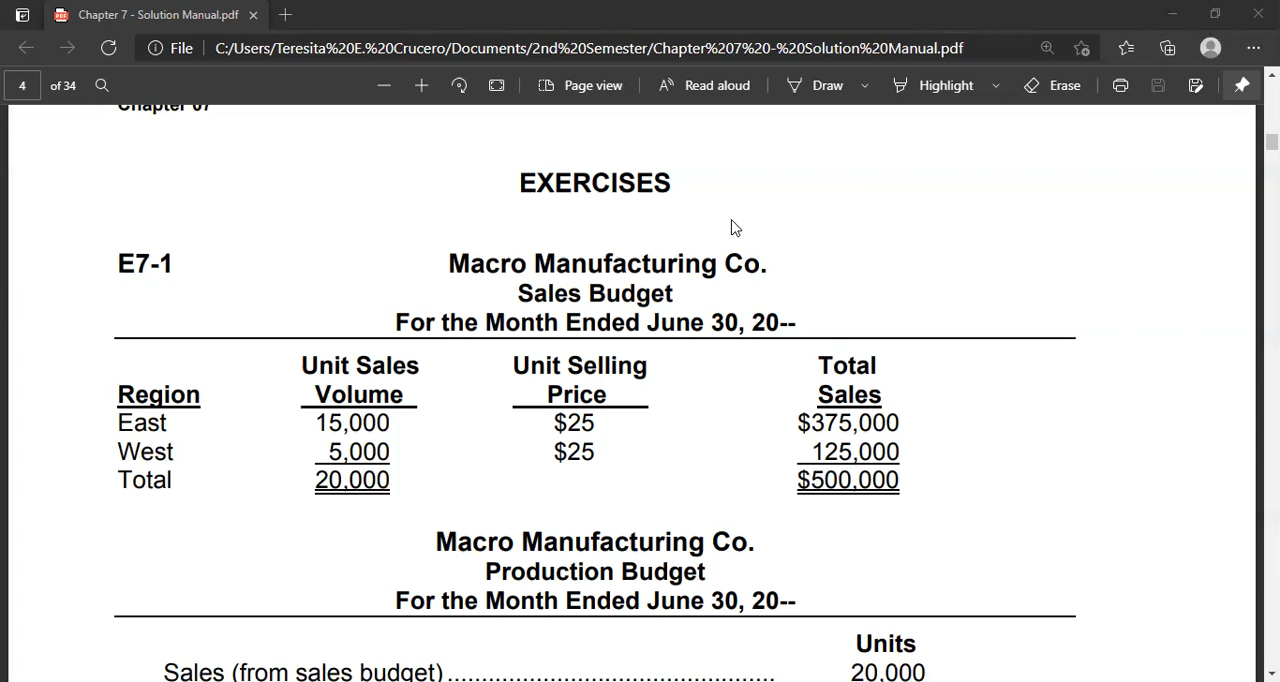 Chapter 7 - Solution Manual.pdf
File C:/Users/Teresita%20E.%20Crucero/Documents/2nd%20Semester/Chapter%207%20-%20Solution%20Manual.pdf
4 of 34 Page view Read aloud Draw Highlight Erase
Chapter 07
EXERCISES
E7-1 Macro Manufacturing Co.
Sales Budget
For the Month Ended June 30, 20--
Unit Sales Unit Selling Total
Region Volume Price Sales
East 15,000 $25 $375,000
West 5,000 $25 125,000
Total 20,000 $500,000
Macro Manufacturing Co.
Production Budget
For the Month Ended June 30, 20--
Units
Sales (from sales budget)............................................. 20,000